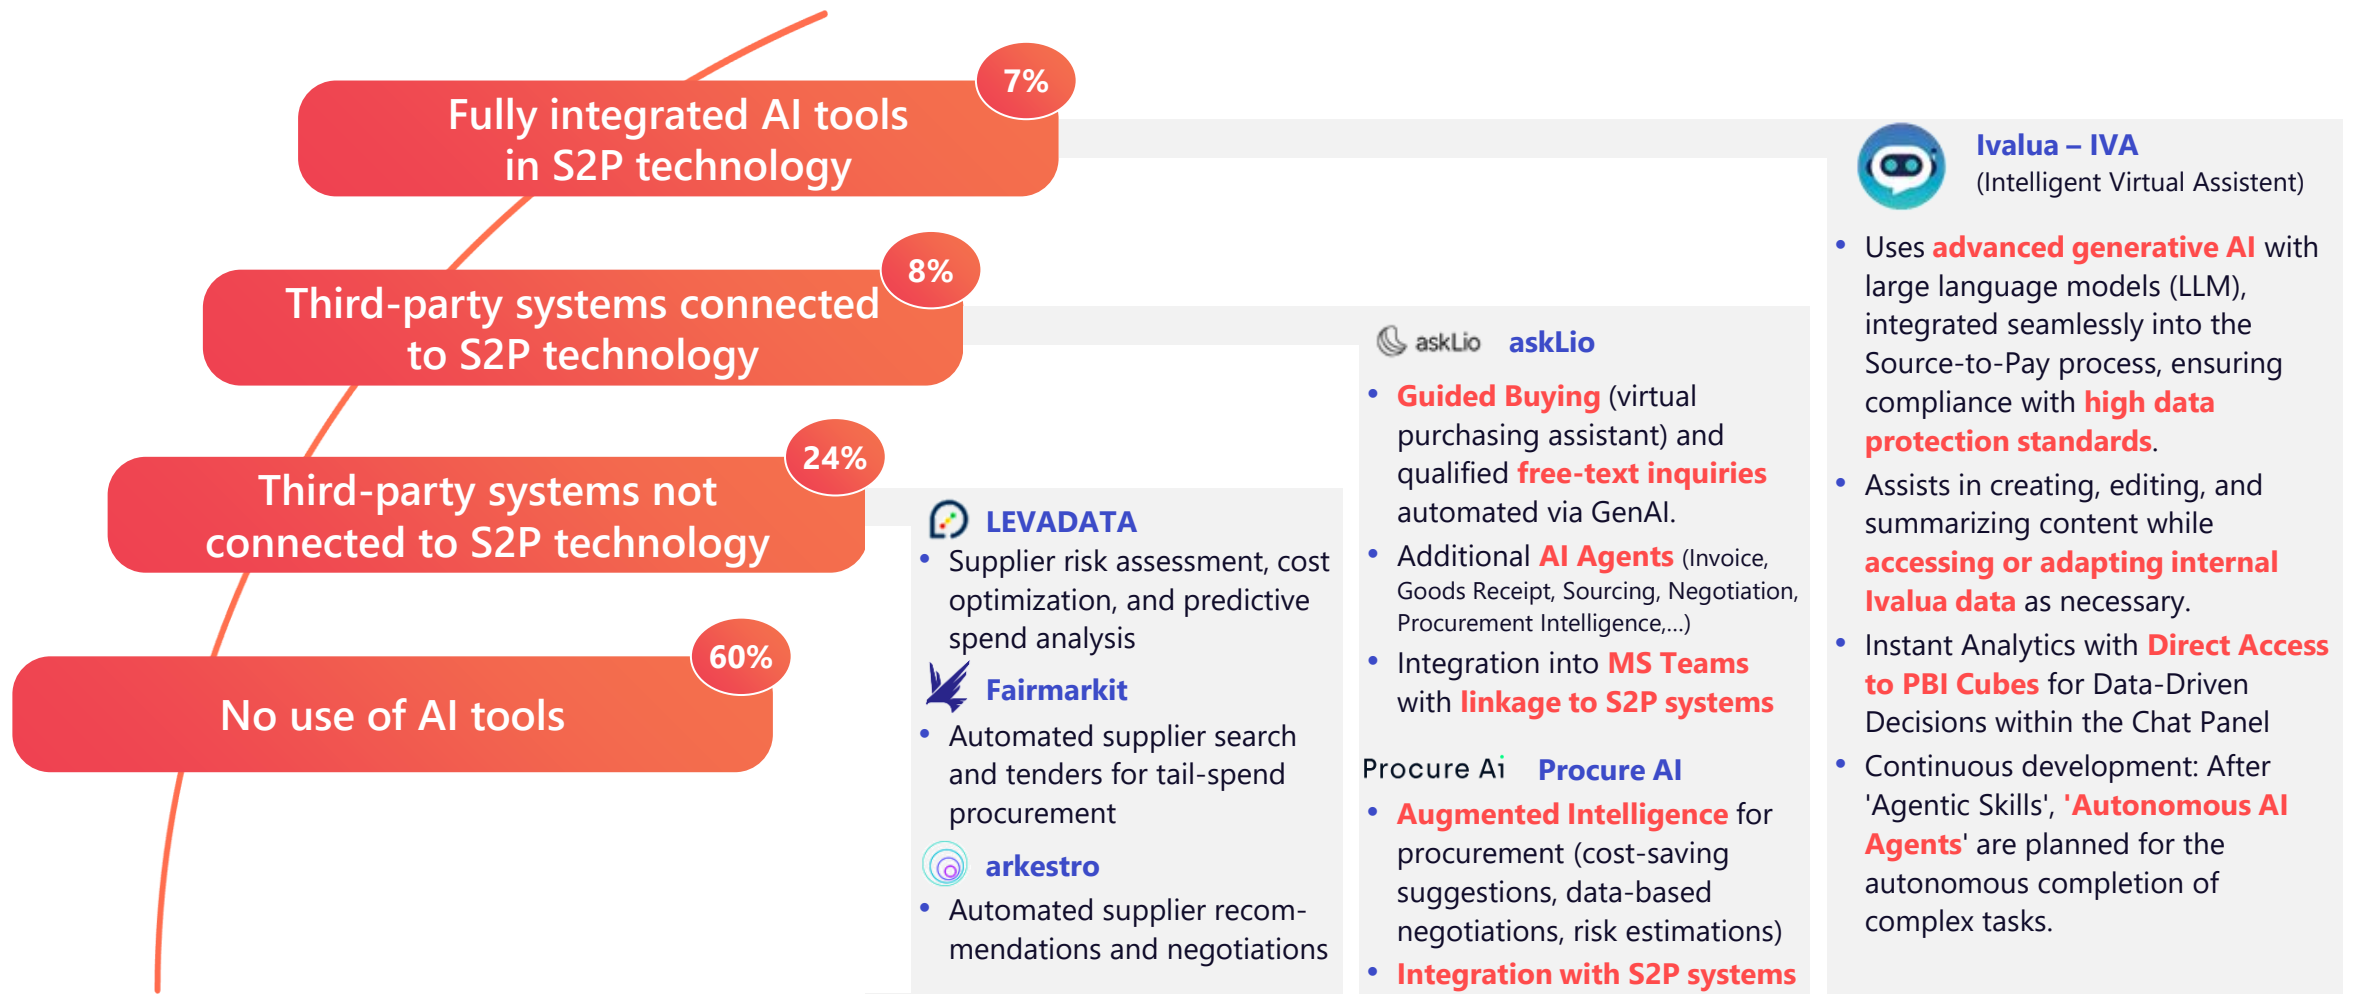 7%
Fully integrated AI tools
in S2P technology
8%
Third-party systems connected
to S2P technology
24%
Third-party systems not
connected to S2P technology
60%
No use of AI tools
LEVADATA
• Supplier risk assessment, cost
optimization, and predictive
spend analysis
Fairmarkit
• Automated supplier search
and tenders for tail-spend
procurement
arkestro
• Automated supplier recom-
mendations and negotiations
askLio askLio
• Guided Buying (virtual
purchasing assistant) and
qualified free-text inquiries
automated via GenAI.
• Additional AI Agents (Invoice,
Goods Receipt, Sourcing, Negotiation,
Procurement Intelligence,...)
• Integration into MS Teams
with linkage to S2P systems
Procure Ai Procure AI
• Augmented Intelligence for
procurement (cost-saving
suggestions, data-based
negotiations, risk estimations)
• Integration with S2P systems
Ivalua – IVA
(Intelligent Virtual Assistent)
• Uses advanced generative AI with
large language models (LLM),
integrated seamlessly into the
Source-to-Pay process, ensuring
compliance with high data
protection standards.
• Assists in creating, editing, and
summarizing content while
accessing or adapting internal
Ivalua data as necessary.
• Instant Analytics with Direct Access
to PBI Cubes for Data-Driven
Decisions within the Chat Panel
• Continuous development: After
'Agentic Skills', 'Autonomous AI
Agents' are planned for the
autonomous completion of
complex tasks.